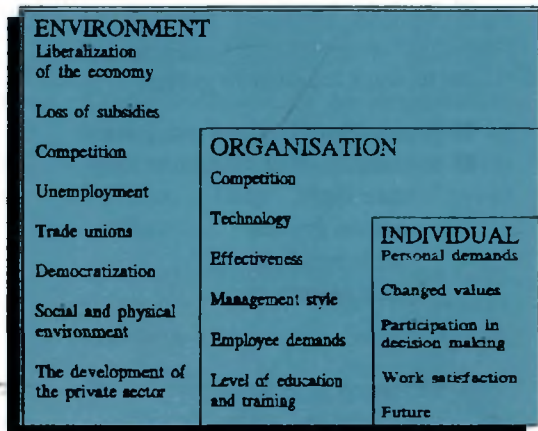 ENVIRONMENT
Liberalization
of the economy
Loss of subsidies
Competition
Unemployment
Trade unions
Democratization
Social and physical
environment
The development of
the private sector
ORGANISATION
Competition
Technology
Effectiveness
Management style
Employee demands
Level of education
and training
INDIVIDUAL
Personal demands
Changed values
Participation in
decision making
Work satisfaction
Future